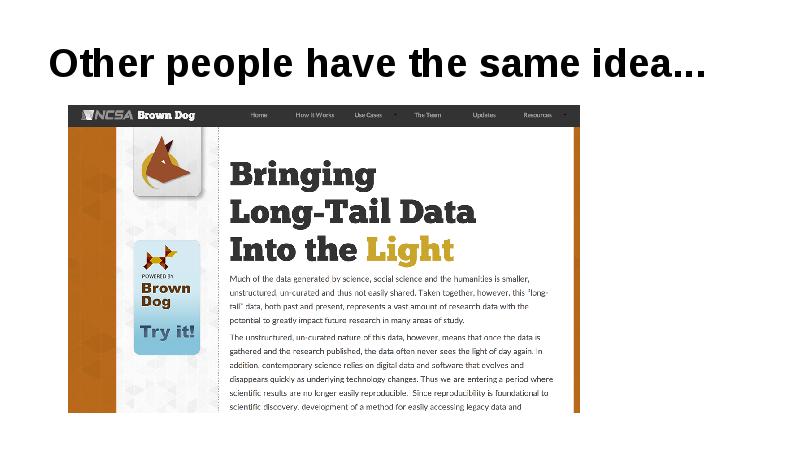 Other people have the same idea...
NCSA Brown Dog
Home How it Works Use Cases The Team Updates Resources
Bringing
Long-Tail Data
Into the Light
Much of the data generated by science, social science and the humanities is smaller,
unstructured, un-curated and thus not easily shared. Taken together, however, this "long-
tail" data, both past and present, represents a vast amount of research data with the
potential to greatly impact future research in many areas of study.
The unstructured, un-curated nature of this data, however, means that once the data is
gathered and the research published, the data often never sees the light of day again. In
addition, contemporary science relies on digital data and software that evolves and
disappears quickly as underlying technology changes. Thus we are entering a period where
scientific results are no longer easily reproducible. Since reproducibility is foundational to
scientific discovery, development of a method for easily accessing legacy data and
POWERED BY
Brown
Dog
Try it!